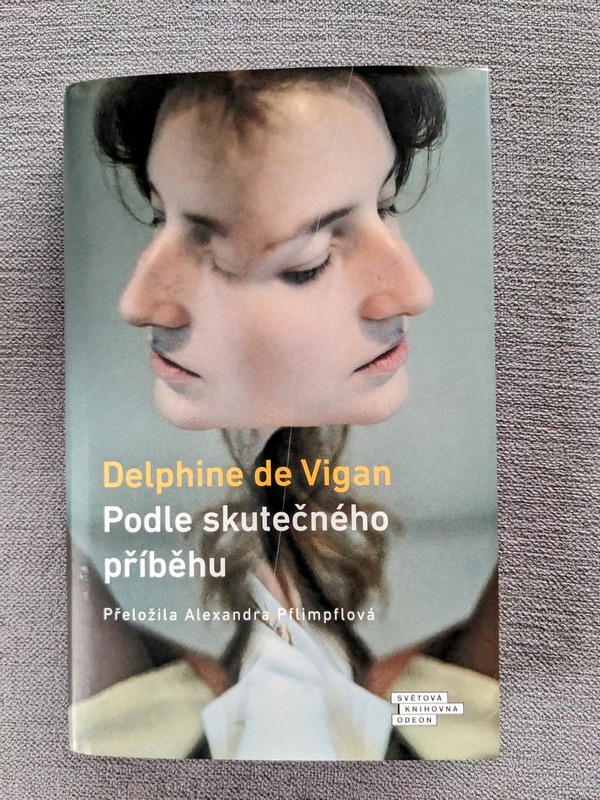 Delphine de Vigan
Podle skutečného
příběhu
Přeložila Alexandra Pflimpflová
SVĚTOVÁ
KNIHOVNA
ODEON